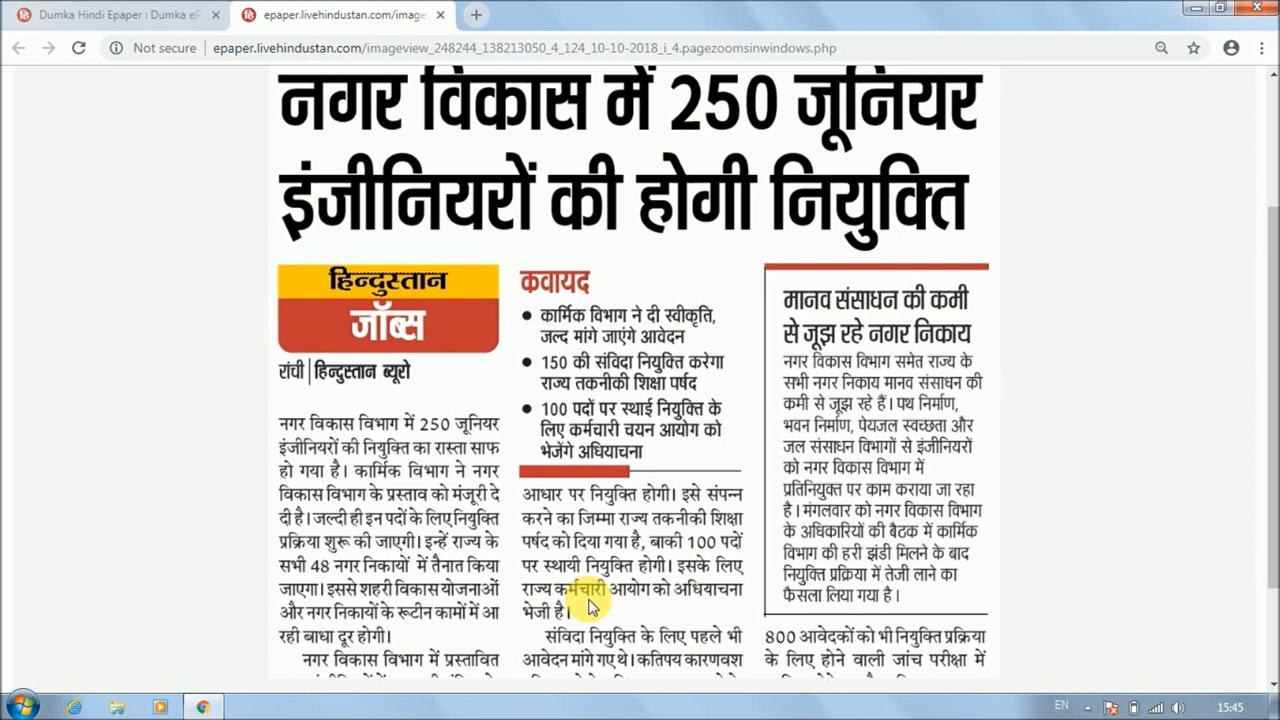 Dumka Hindi Epaper : Dumka eP
epaper.livehindustan.com/image
Not secure
epaper.livehindustan.com/imageview_248244_138213050_4_124_10-10-2018_i_4.pagezoomsinwindows.php
नगर विकास में 250 जूनियर
इंजीनियरों की होगी नियुक्ति
हिन्दुस्तान
जॉब्स
रांची | हिन्दुस्तान ब्यूरो
नगर विकास विभाग में 250 जूनियर
इंजीनियरों की नियुक्ति का रास्ता साफ
हो गया है। कार्मिक विभाग ने नगर
विकास विभाग के प्रस्ताव को मंजूरी दे
दी है। जल्दी ही इन पदों के लिए नियुक्ति
प्रक्रिया शुरू की जाएगी। इन्हें राज्य के
सभी 48 नगर निकायों में तैनात किया
जाएगा। इससे शहरी विकास योजनाओं
और नगर निकायों के रूटीन कामों में आ
रही बाधा दूर होगी।
नगर विकास विभाग में प्रस्तावित
कवायद
● कार्मिक विभाग ने दी स्वीकृति,
जल्द मांगे जाएंगे आवेदन
● 150 की संविदा नियुक्ति करेगा
राज्य तकनीकी शिक्षा पर्षद
● 100 पदों पर स्थाई नियुक्ति के
लिए कर्मचारी चयन आयोग को
भेजेंगे अधियाचना
आधार पर नियुक्ति होगी। इसे संपन्न
करने का जिम्मा राज्य तकनीकी शिक्षा
पर्षद को दिया गया है, बाकी 100 पदों
पर स्थायी नियुक्ति होगी। इसके लिए
राज्य कर्मचारी आयोग को अधियाचना
भेजी है।
संविदा नियुक्ति के लिए पहले भी
आवेदन मांगे गए थे। कतिपय कारणवश
मानव संसाधन की कमी
से जूझ रहे नगर निकाय
नगर विकास विभाग समेत राज्य के
सभी नगर निकाय मानव संसाधन की
कमी से जूझ रहे हैं। पथ निर्माण,
भवन निर्माण, पेयजल स्वच्छता और
जल संसाधन विभागों से इंजीनियरों
को नगर विकास विभाग में
प्रतिनियुक्त पर काम कराया जा रहा
है। मंगलवार को नगर विकास विभाग
के अधिकारियों की बैठक में कार्मिक
विभाग की हरी झंडी मिलने के बाद
नियुक्ति प्रक्रिया में तेजी लाने का
फैसला लिया गया है।
800 आवेदकों को भी नियुक्ति प्रक्रिया
के लिए होने वाली जांच परीक्षा में
EN
15:45